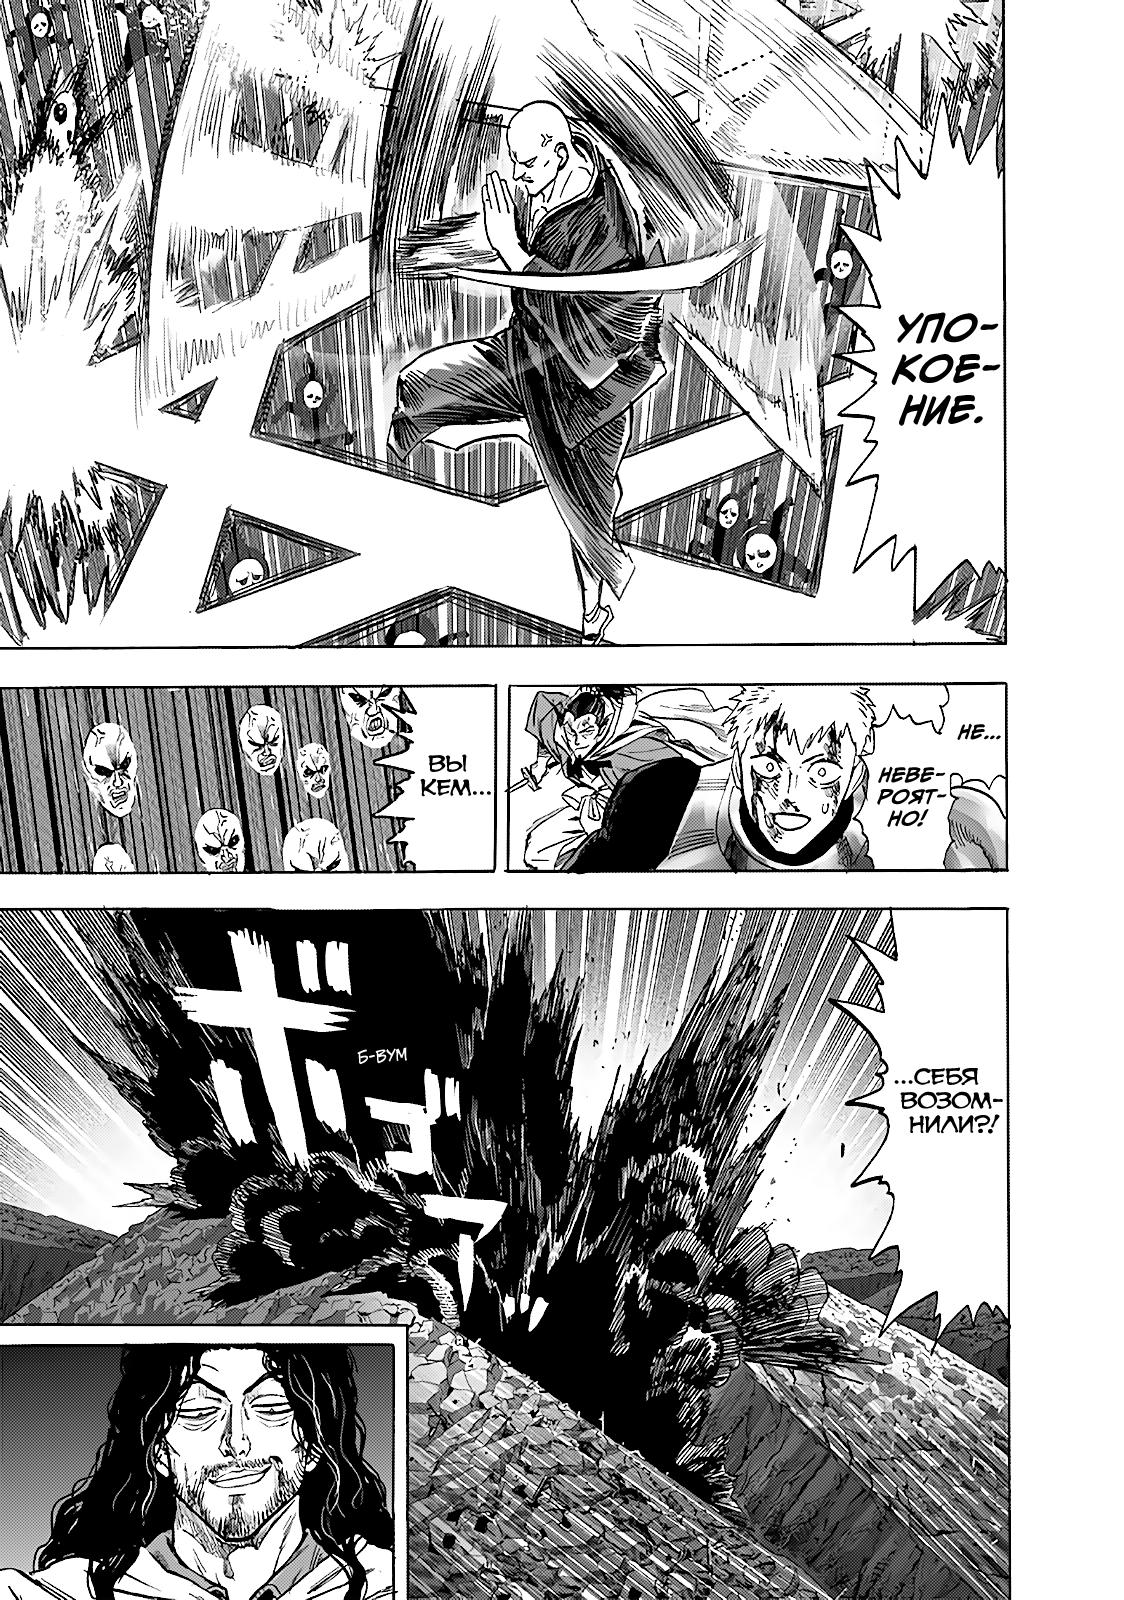 УПО-
КОЕ-
НИЕ.
НЕ...
НЕВЕ-
РОЯТ-
НО!
ВЫ
КЕМ...
...СЕБЯ
ВОЗОМ-
НИЛИ?!
Б-ВУМ